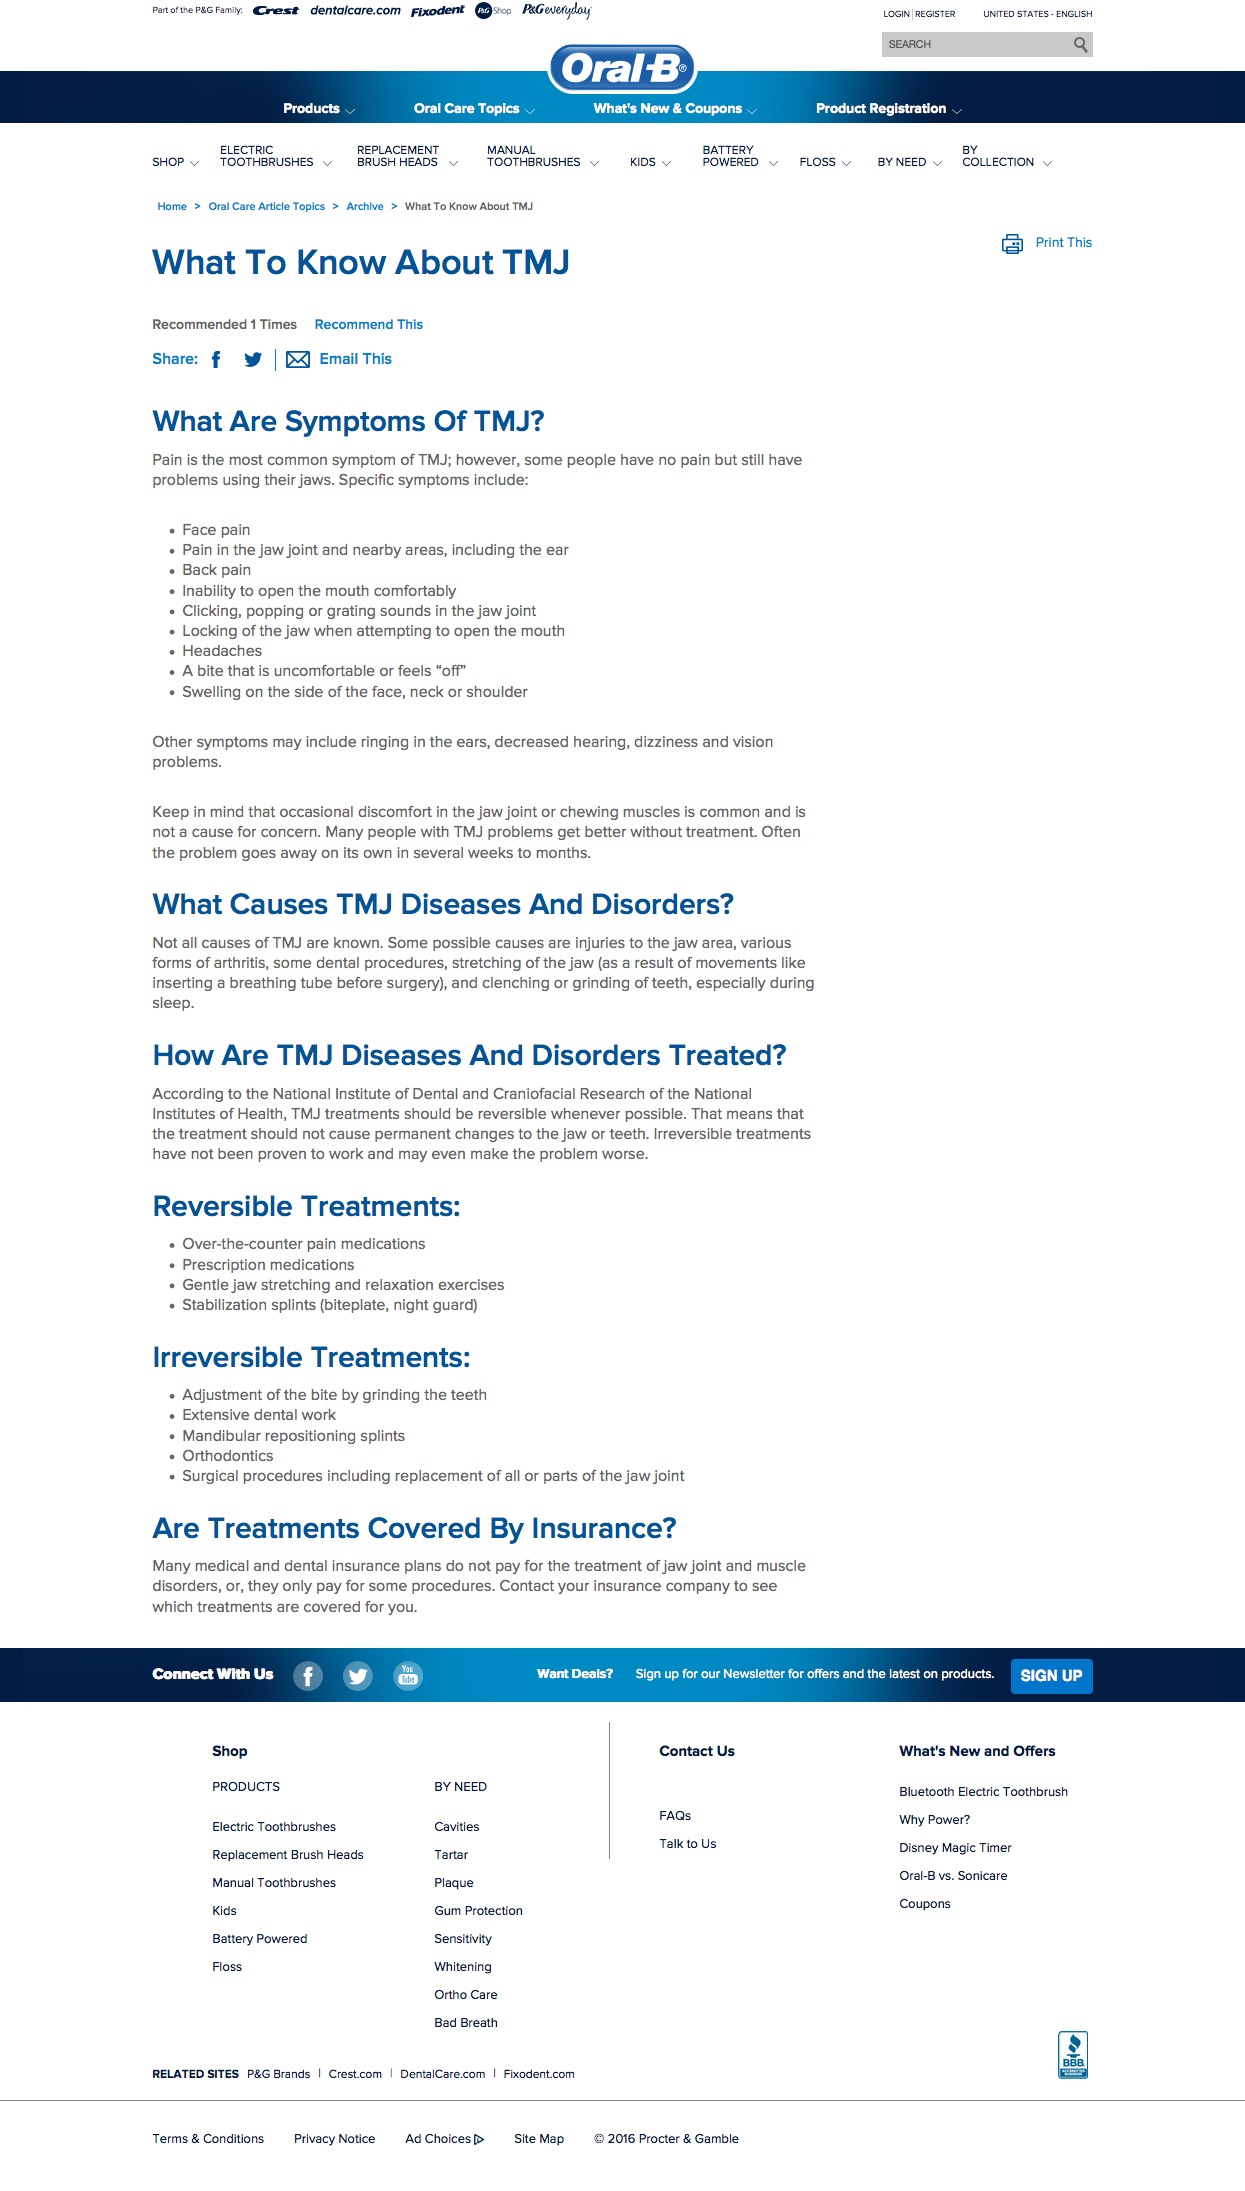 Part of the P&G Family: Crest dentalcare.com Fixodent P&G Shop P&G everyday
LOGIN | REGISTER UNITED STATES - ENGLISH
SEARCH
Oral-B®
Products Oral Care Topics What's New & Coupons Product Registration
SHOP ELECTRIC TOOTHBRUSHES REPLACEMENT BRUSH HEADS MANUAL TOOTHBRUSHES KIDS BATTERY POWERED FLOSS BY NEED BY COLLECTION
Home > Oral Care Article Topics > Archive > What To Know About TMJ
Print This
What To Know About TMJ
Recommended 1 Times Recommend This
Share: Email This
What Are Symptoms Of TMJ?
Pain is the most common symptom of TMJ; however, some people have no pain but still have
problems using their jaws. Specific symptoms include:
• Face pain
• Pain in the jaw joint and nearby areas, including the ear
• Back pain
• Inability to open the mouth comfortably
• Clicking, popping or grating sounds in the jaw joint
• Locking of the jaw when attempting to open the mouth
• Headaches
• A bite that is uncomfortable or feels “off”
• Swelling on the side of the face, neck or shoulder
Other symptoms may include ringing in the ears, decreased hearing, dizziness and vision
problems.
Keep in mind that occasional discomfort in the jaw joint or chewing muscles is common and is
not a cause for concern. Many people with TMJ problems get better without treatment. Often
the problem goes away on its own in several weeks to months.
What Causes TMJ Diseases And Disorders?
Not all causes of TMJ are known. Some possible causes are injuries to the jaw area, various
forms of arthritis, some dental procedures, stretching of the jaw (as a result of movements like
inserting a breathing tube before surgery), and clenching or grinding of teeth, especially during
sleep.
How Are TMJ Diseases And Disorders Treated?
According to the National Institute of Dental and Craniofacial Research of the National
Institutes of Health, TMJ treatments should be reversible whenever possible. That means that
the treatment should not cause permanent changes to the jaw or teeth. Irreversible treatments
have not been proven to work and may even make the problem worse.
Reversible Treatments:
• Over-the-counter pain medications
• Prescription medications
• Gentle jaw stretching and relaxation exercises
• Stabilization splints (biteplate, night guard)
Irreversible Treatments:
• Adjustment of the bite by grinding the teeth
• Extensive dental work
• Mandibular repositioning splints
• Orthodontics
• Surgical procedures including replacement of all or parts of the jaw joint
Are Treatments Covered By Insurance?
Many medical and dental insurance plans do not pay for the treatment of jaw joint and muscle
disorders, or, they only pay for some procedures. Contact your insurance company to see
which treatments are covered for you.
Connect With Us You Tube Want Deals? Sign up for our Newsletter for offers and the latest on products. SIGN UP
Shop
PRODUCTS
Electric Toothbrushes
Replacement Brush Heads
Manual Toothbrushes
Kids
Battery Powered
Floss
BY NEED
Cavities
Tartar
Plaque
Gum Protection
Sensitivity
Whitening
Ortho Care
Bad Breath
Contact Us
FAQs
Talk to Us
What's New and Offers
Bluetooth Electric Toothbrush
Why Power?
Disney Magic Timer
Oral-B vs. Sonicare
Coupons
BBB.
RELATED SITES P&G Brands | Crest.com | DentalCare.com | Fixodent.com
Terms & Conditions Privacy Notice Ad Choices Site Map © 2016 Procter & Gamble